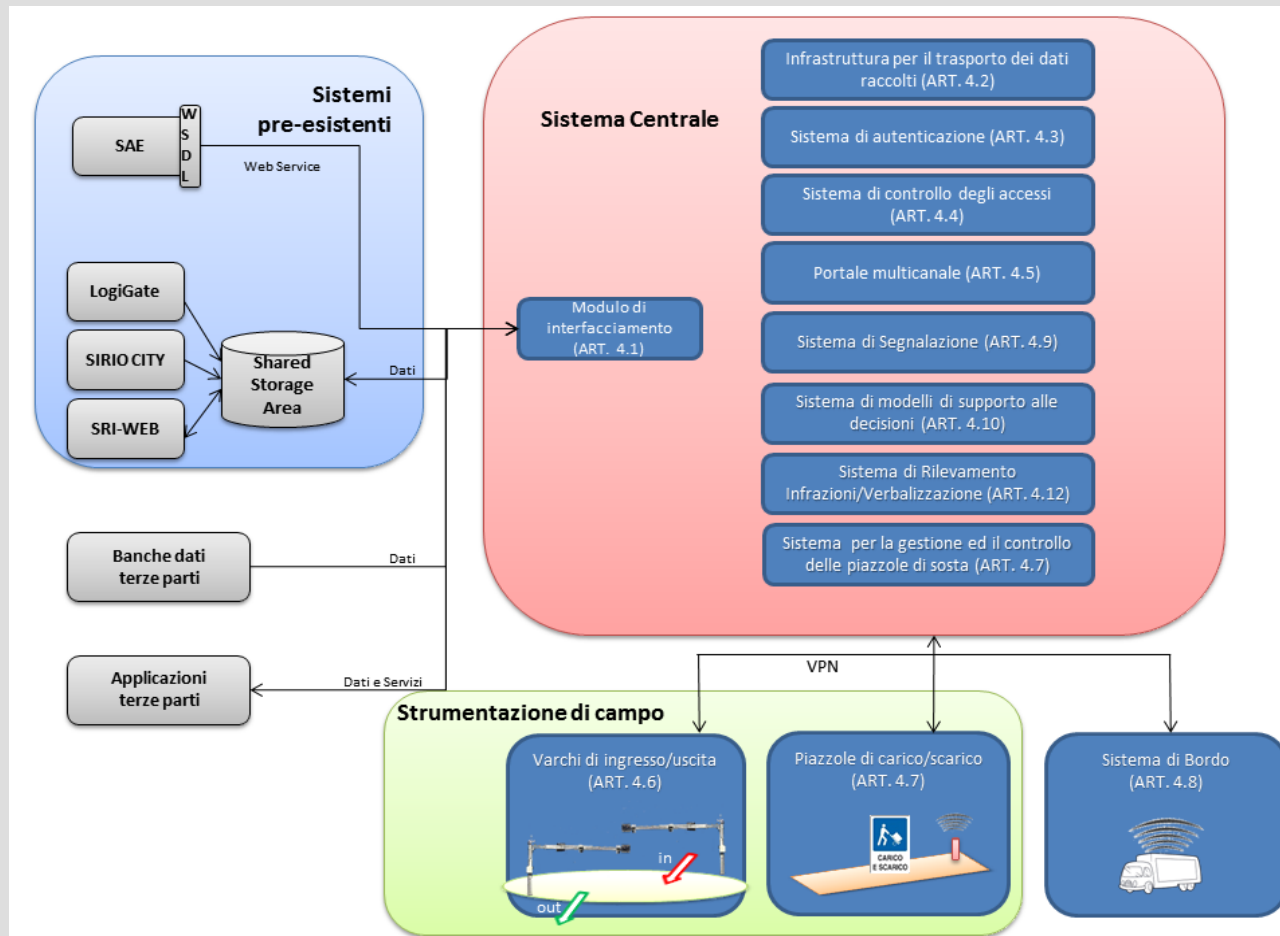 Sistemi
pre-esistenti
SAE
W
S
D
L
Web Service
LogiGate
SIRIO CITY
SRI-WEB
Shared
Storage
Area
Dati
Banche dati
terze parti
Dati
Applicazioni
terze parti
Dati e Servizi
Sistema Centrale
Modulo di
interfacciamento
(ART. 4.1)
Infrastruttura per il trasporto dei dati
raccolti (ART. 4.2)
Sistema di autenticazione (ART. 4.3)
Sistema di controllo degli accessi
(ART. 4.4)
Portale multicanale (ART. 4.5)
Sistema di Segnalazione (ART. 4.9)
Sistema di modelli di supporto alle
decisioni (ART. 4.10)
Sistema di Rilevamento
Infrazioni/Verbalizzazione (ART. 4.12)
Sistema per la gestione ed il controllo
delle piazzole di sosta (ART. 4.7)
VPN
Strumentazione di campo
Varchi di ingresso/uscita
(ART. 4.6)
in
out
Piazzole di carico/scarico
(ART. 4.7)
CARICO
E SCARICO
Sistema di Bordo
(ART. 4.8)